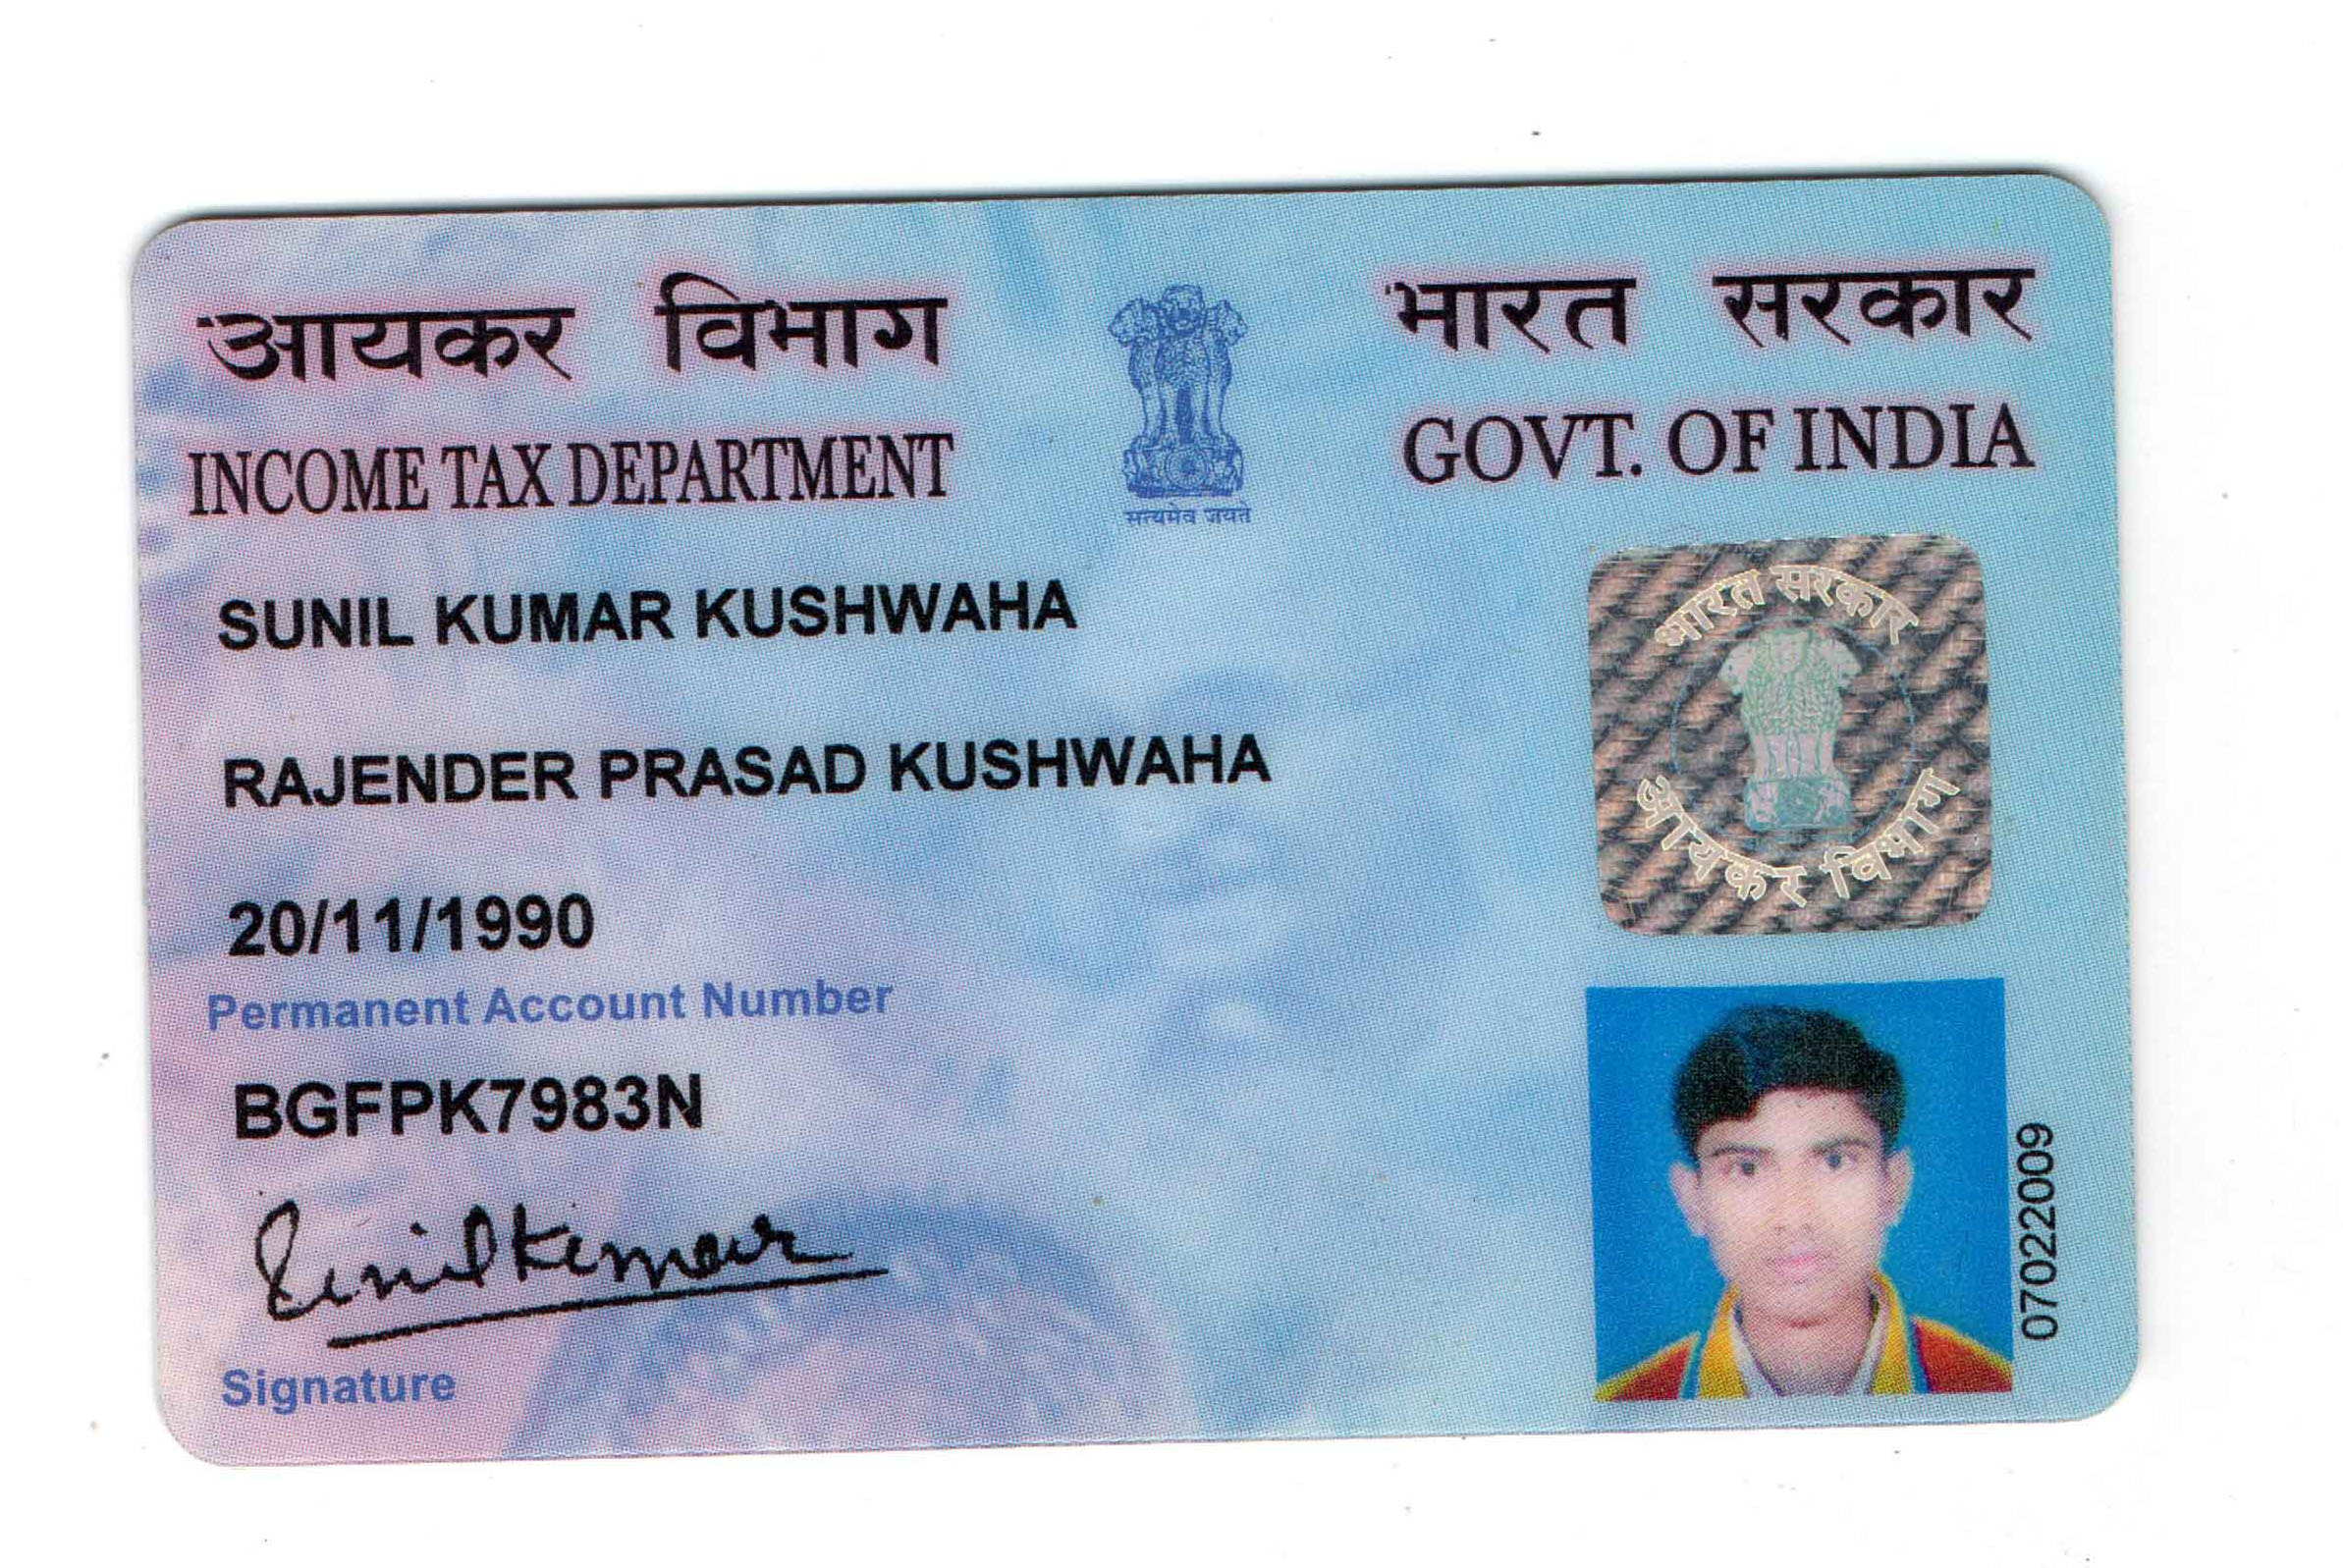 आयकर विभाग
INCOME TAX DEPARTMENT
सत्यमेव जयते
भारत सरकार
GOVT. OF INDIA
SUNIL KUMAR KUSHWAHA
RAJENDER PRASAD KUSHWAHA
20/11/1990
Permanent Account Number
BGFPK7983N
Sunil Kumar
Signature
भारत सरकार
आयकर विभाग
07022009